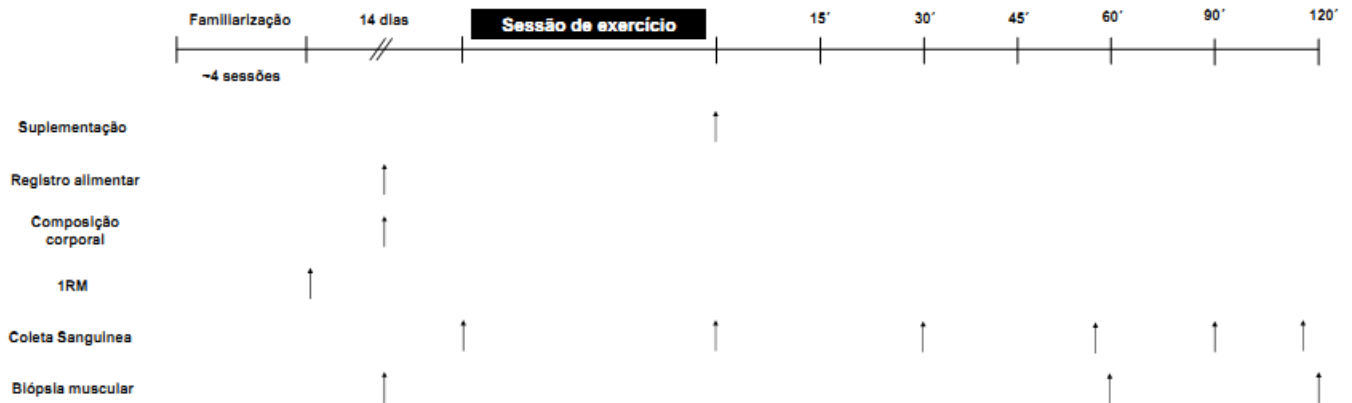 Familiarização 14 dias Sessão de exercício 15´ 30´ 45´ 60´ 90´ 120´
~4 sessões
Suplementação
Registro alimentar
Composição
corporal
1RM
Coleta Sanguínea
Biópsia muscular